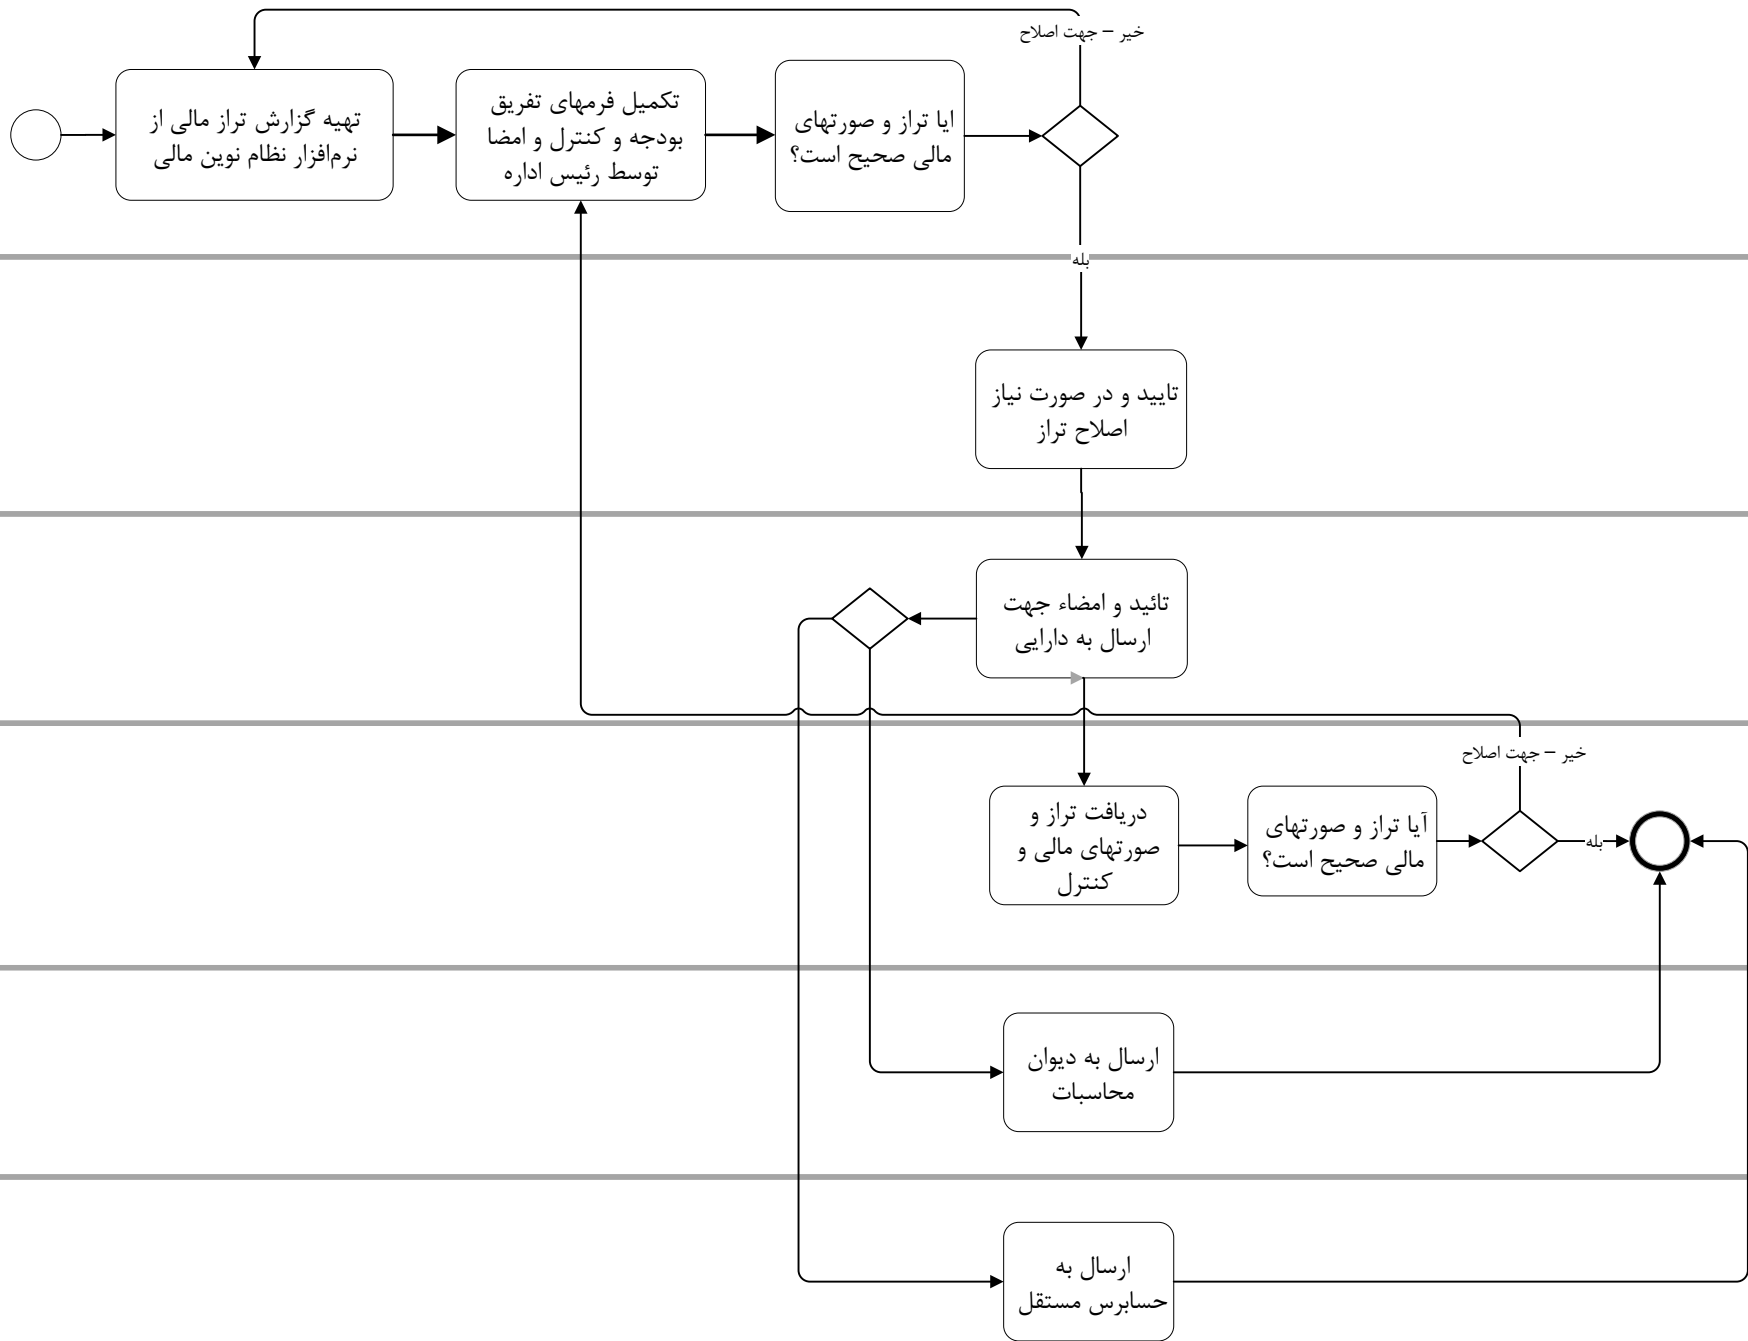 خیر – جهت اصلاح
تهیه گزارش تراز مالی از
نرم‌افزار نظام نوین مالی
تکمیل فرمهای تفریق
بودجه و کنترل و امضا
توسط رئیس اداره
ایا تراز و صورتهای
مالی صحیح است؟
بله
تایید و در صورت نیاز
اصلاح تراز
تائید و امضاء جهت
ارسال به دارایی
خیر – جهت اصلاح
دریافت تراز و
صورتهای مالی و
کنترل
آیا تراز و صورتهای
مالی صحیح است؟
بله
ارسال به دیوان
محاسبات
ارسال به
حسابرس مستقل